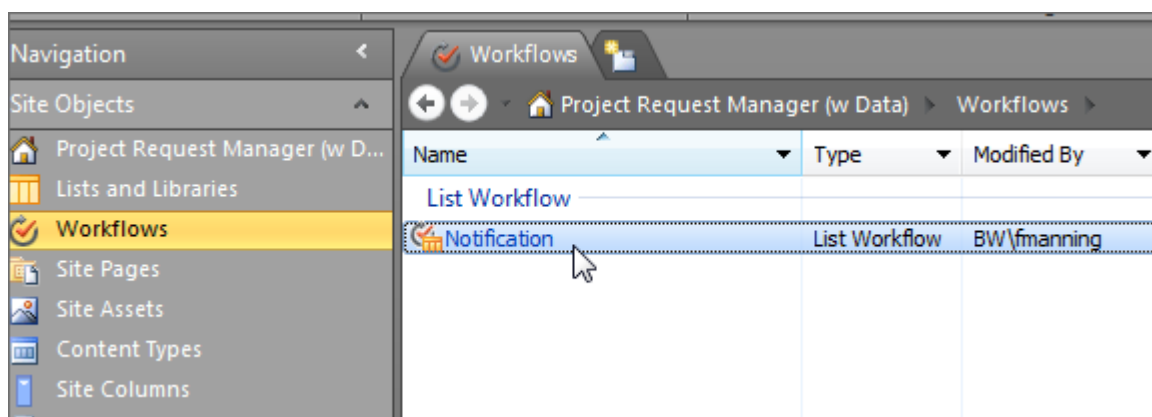 Navigation
Site Objects
Project Request Manager (w D...
Lists and Libraries
Workflows
Site Pages
Site Assets
Content Types
Site Columns
Workflows
Project Request Manager (w Data) Workflows
Name Type Modified By
List Workflow
Notification List Workflow BW\fmanning